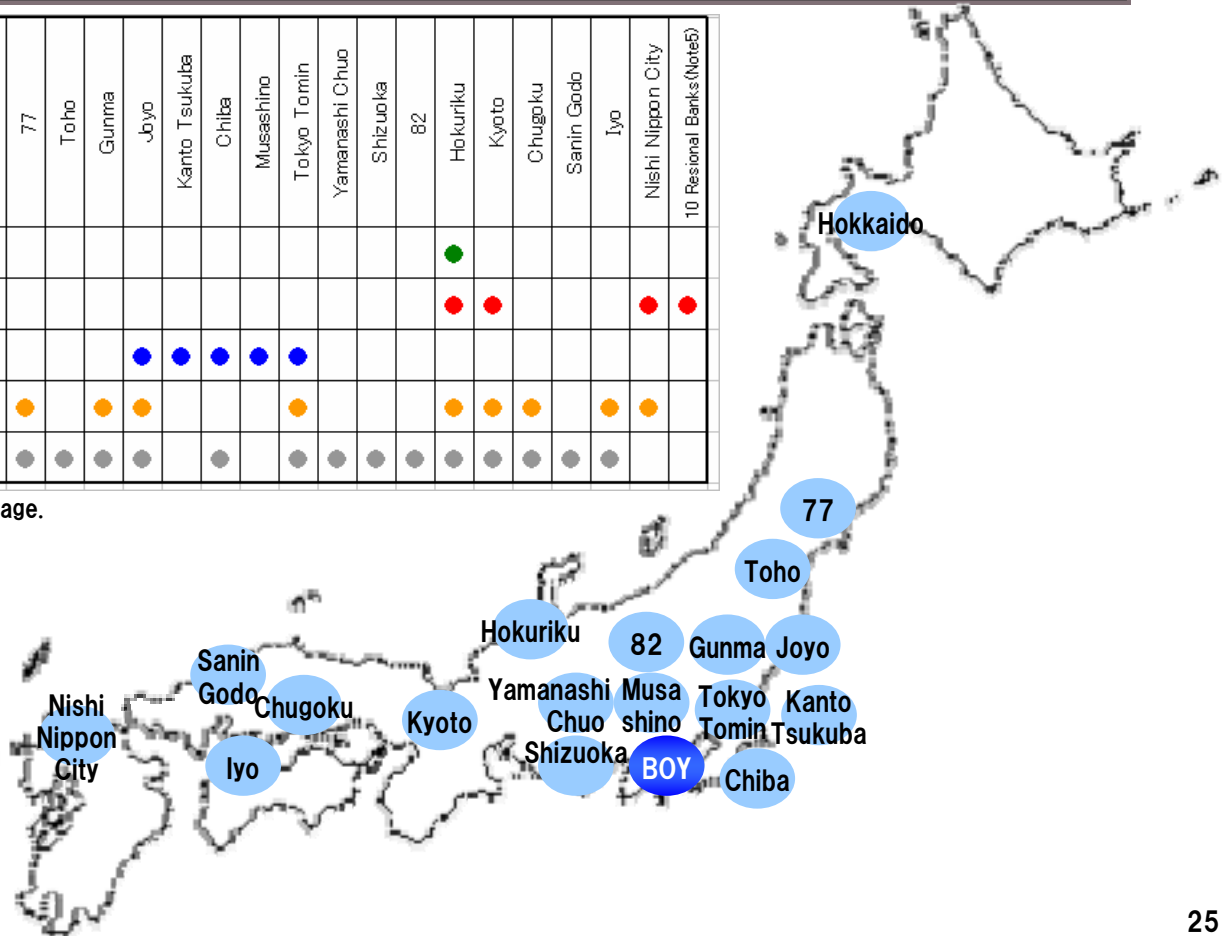 77
Toho
Gunma
Joyo
Kanto Tsukuba
Chiba
Musashino
Tokyo Tomin
Yamanashi Chuo
Shizuoka
82
Hokuriku
Kyoto
Chugoku
Sanin Godo
Iyo
Nishi Nippon City
10 Resional Banks(Note5)
age.
Hokkaido
77
Toho
Hokuriku
82
Gunma
Joyo
Sanin
Godo
Chugoku
Nishi
Nippon
City
Iyo
Kyoto
Yamanashi
Chuo
Musa
shino
Tokyo
Tomin
Kanto
Tsukuba
Shizuoka
BOY
Chiba
25